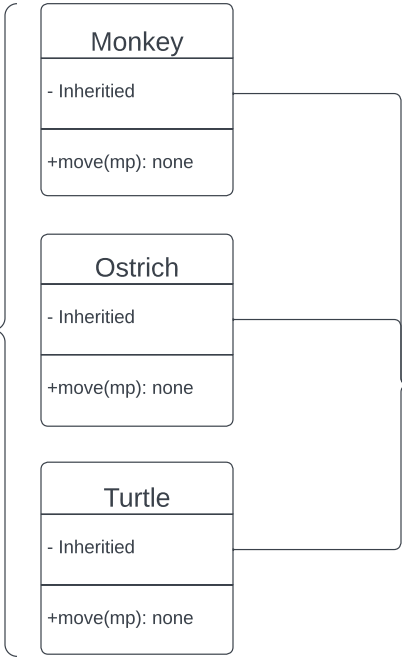 Monkey
- Inheritied
+move(mp): none
Ostrich
- Inheritied
+move(mp): none
Turtle
- Inheritied
+move(mp): none